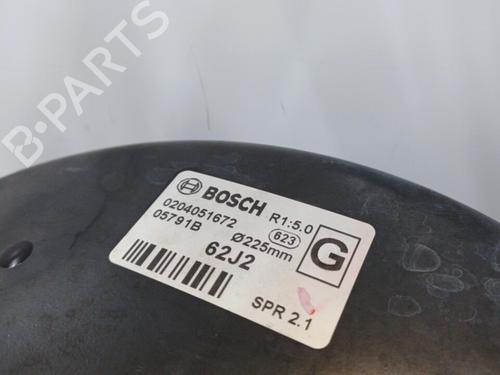 B-PARTS
BOSCH R1:5.0
0204051672 623 G
05791B Ø225mm
62J2
SPR 2.1